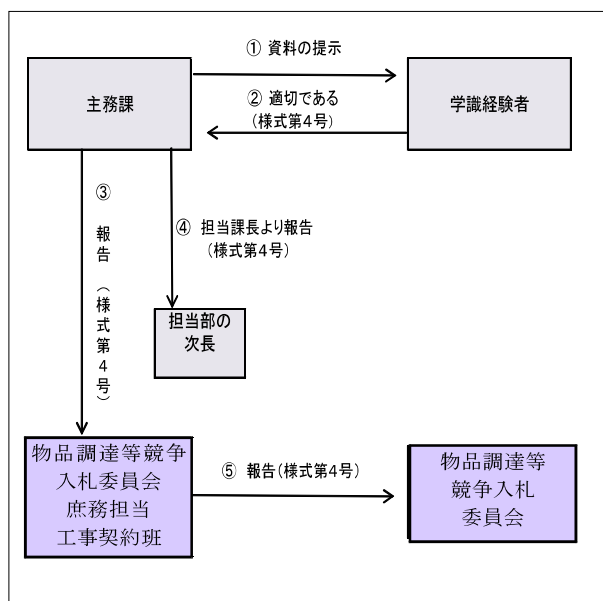 ① 資料の提示
主務課
② 適切である
(様式第4号)
学識経験者
③ 報告 (様式第4号)
④ 担当課長より報告
(様式第4号)
担当部の
次長
物品調達等競争
入札委員会
庶務担当
工事契約班
⑤ 報告(様式第4号)
物品調達等
競争入札
委員会